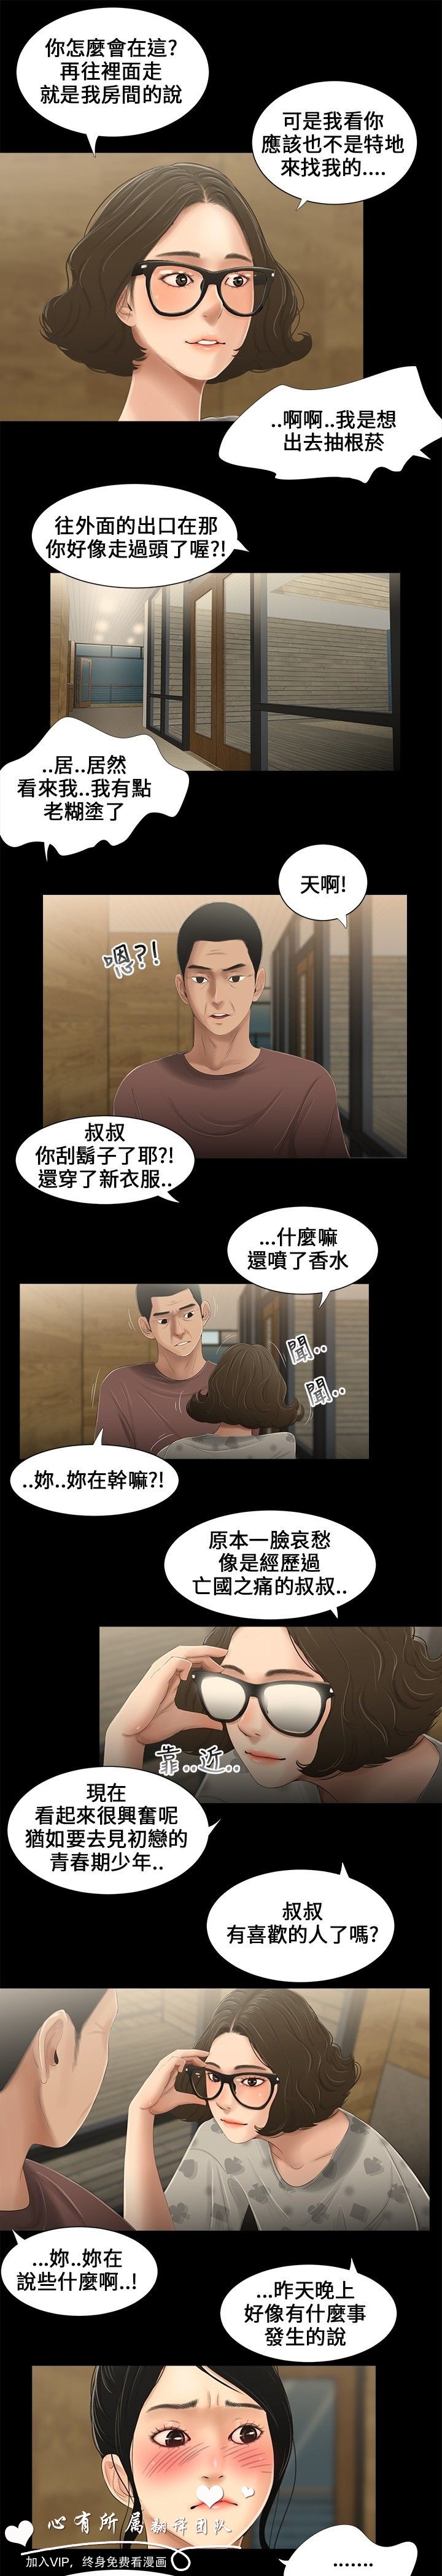 你怎麼會在這?
再往裡面走
就是我房間的說
可是我看你
應該也不是特地
來找我的....
..啊啊..我是想
出去抽根菸
往外面的出口在那
你好像走過頭了喔?!
..居..居然
看來我..我有點
老糊塗了
天啊!
嗯?!
叔叔
你刮鬍子了耶?!
還穿了新衣服..
...什麼嘛
還噴了香水
聞..
聞..
..妳..妳在幹嘛?!
原本一臉哀愁
像是經歷過
亡國之痛的叔叔..
靠..近..
現在
看起來很興奮呢
猶如要去見初戀的
青春期少年..
叔叔
有喜歡的人了嗎?
...妳..妳在
說些什麼啊..!
...昨天晚上
好像有什麼事
發生的說
心有所属翻译团队
加入VIP，终身免费看漫画
.......